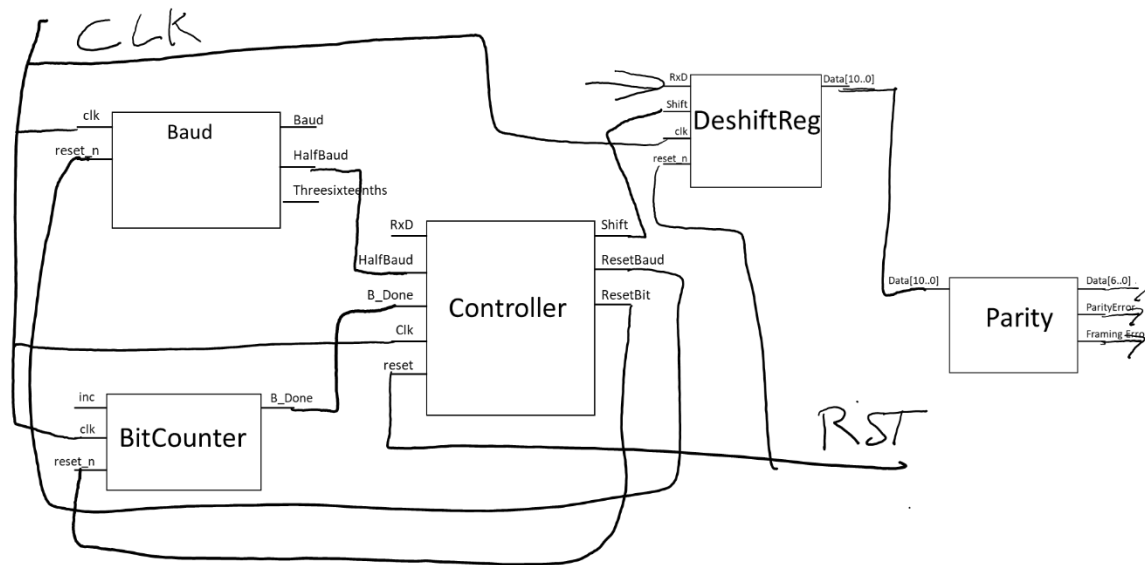 CLK
clk
Baud
reset_n
Baud
HalfBaud
Threesixteenths
RxD
Shift
clk
reset_n
DeshiftReg
Data[10..0]
RxD
HalfBaud
B_Done
Clk
reset
Controller
Shift
ResetBaud
ResetBit
inc
clk
reset_n
BitCounter
B_Done
Data[10..0]
Parity
Data[6..0]
ParityError
Framing Error
RST